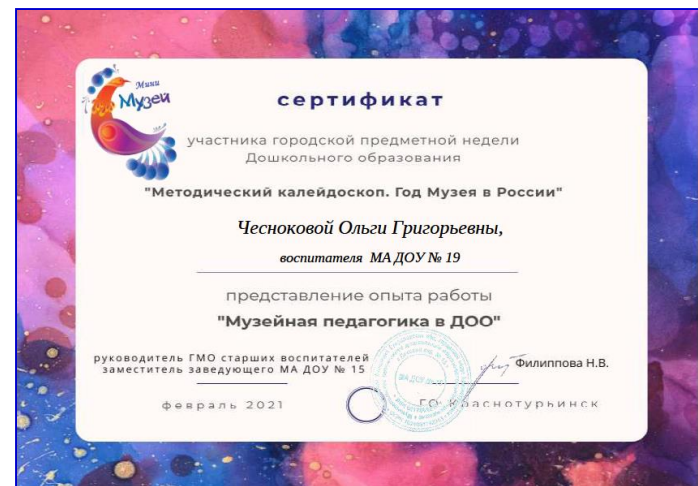 Мини
Музей
сертификат
участника городской предметной недели
Дошкольного образования
"Методический калейдоскоп. Год Музея в России"
Чесноковой Ольги Григорьевны,
воспитателя МА ДОУ № 19
представление опыта работы
"Музейная педагогика в ДОО"
руководитель ГМО старших воспитателей
заместитель заведующего МА ДОУ № 15
Филиппова Н.В.
февраль 2021
ГО Краснотурьинск